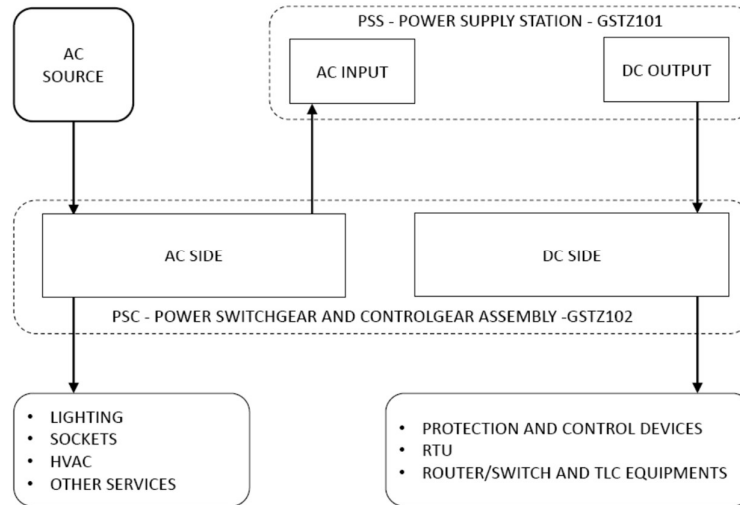 AC
SOURCE
PSS - POWER SUPPLY STATION - GSTZ101
AC INPUT
DC OUTPUT
AC SIDE
DC SIDE
PSC - POWER SWITCHGEAR AND CONTROLGEAR ASSEMBLY -GSTZ102
• LIGHTING
• SOCKETS
• HVAC
• OTHER SERVICES
• PROTECTION AND CONTROL DEVICES
• RTU
• ROUTER/SWITCH AND TLC EQUIPMENTS